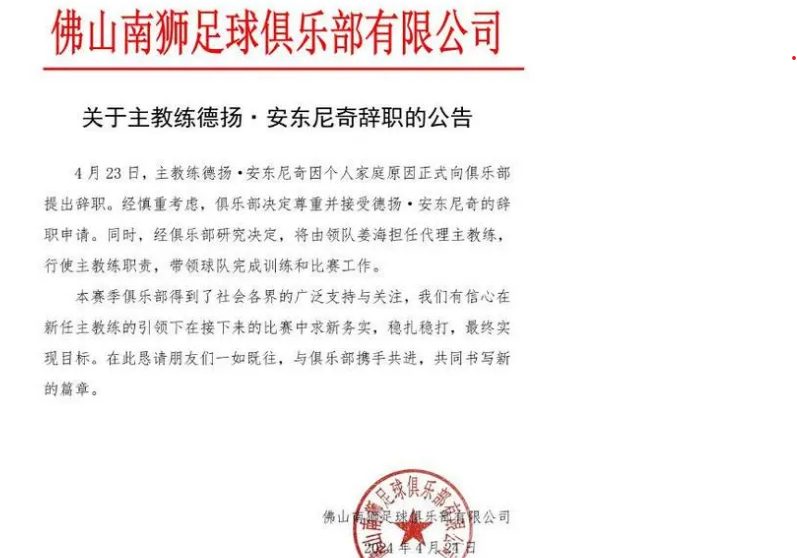 佛山南狮足球俱乐部有限公司
关于主教练德扬·安东尼奇辞职的公告
4月23日，主教练德扬·安东尼奇因个人家庭原因正式向俱乐部
提出辞职。经慎重考虑，俱乐部决定尊重并接受德扬·安东尼奇的辞
职申请。同时，经俱乐部研究决定，将由领队姜海担任代理主教练，
行使主教练职责，带领球队完成训练和比赛工作。
本赛季俱乐部得到了社会各界的广泛支持与关注，我们有信心在
新任主教练的引领下在接下来的比赛中求新务实，稳扎稳打，最终实
现目标。在此恳请朋友们一如既往，与俱乐部携手共进，共同书写新
的篇章。
佛山南狮足球俱乐部有限公司
佛山南狮足球俱乐部有限公司
2024年4月24日